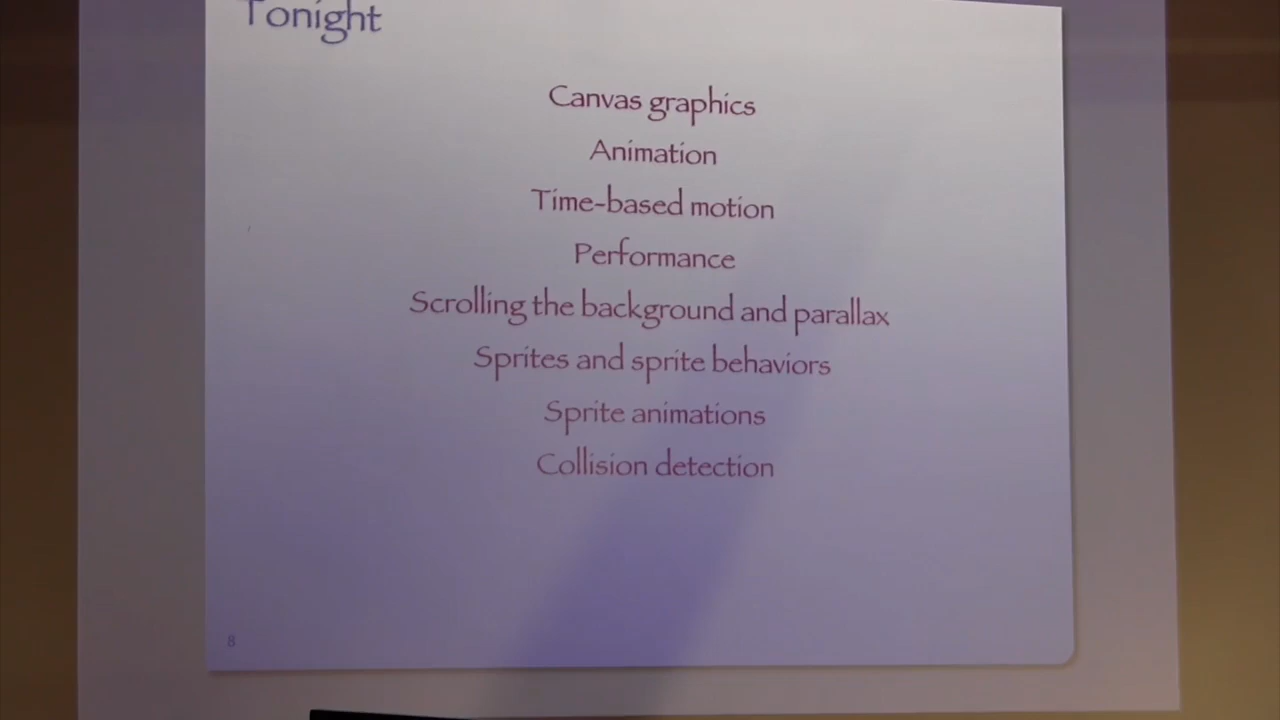 Tonight
Canvas graphics
Animation
Time-based motion
Performance
Scrolling the background and parallax
Sprites and sprite behaviors
Sprite animations
Collision detection
8